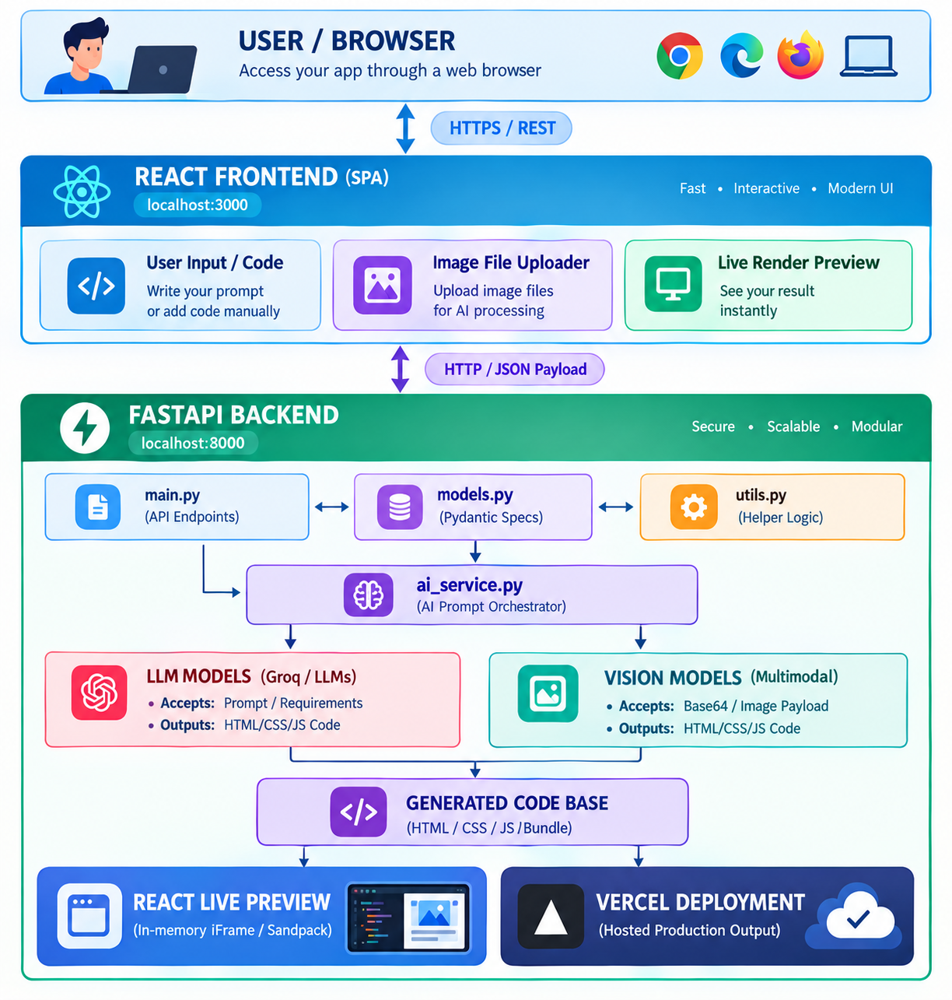 USER / BROWSER
Access your app through a web browser
HTTPS / REST
REACT FRONTEND (SPA)
localhost:3000
Fast • Interactive • Modern UI
User Input / Code
Write your prompt
or add code manually
Image File Uploader
Upload image files
for AI processing
Live Render Preview
See your result
instantly
HTTP / JSON Payload
FASTAPI BACKEND
localhost:8000
Secure • Scalable • Modular
main.py
(API Endpoints)
models.py
(Pydantic Specs)
utils.py
(Helper Logic)
ai_service.py
(AI Prompt Orchestrator)
LLM MODELS (Groq / LLMs)
• Accepts: Prompt / Requirements
• Outputs: HTML/CSS/JS Code
VISION MODELS (Multimodal)
• Accepts: Base64 / Image Payload
• Outputs: HTML/CSS/JS Code
GENERATED CODE BASE
(HTML / CSS / JS / Bundle)
REACT LIVE PREVIEW
(In-memory iFrame / Sandpack)
VERCEL DEPLOYMENT
(Hosted Production Output)